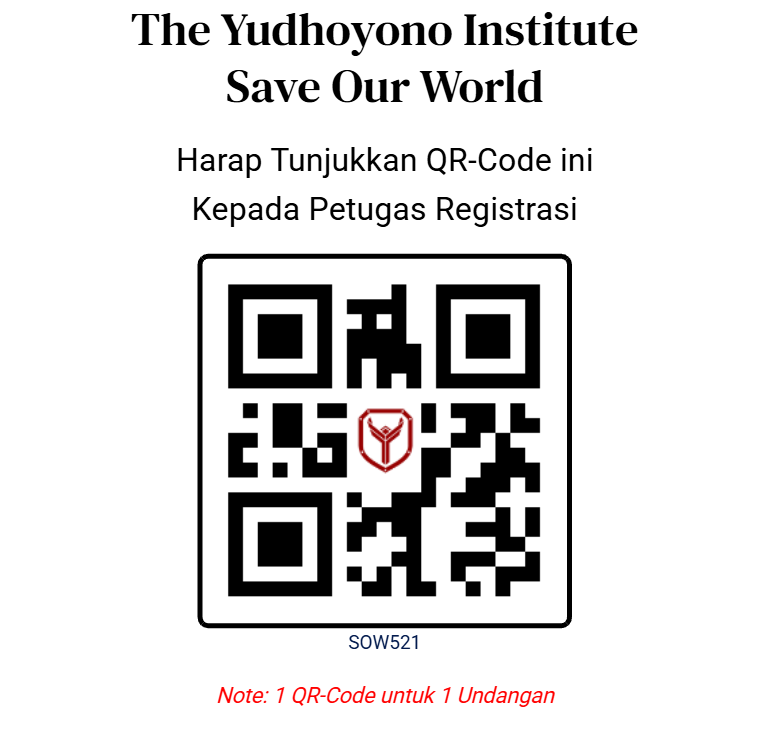 The Yudhoyono Institute
Save Our World
Harap Tunjukkan QR-Code ini
Kepada Petugas Registrasi
SOW521
Note: 1 QR-Code untuk 1 Undangan